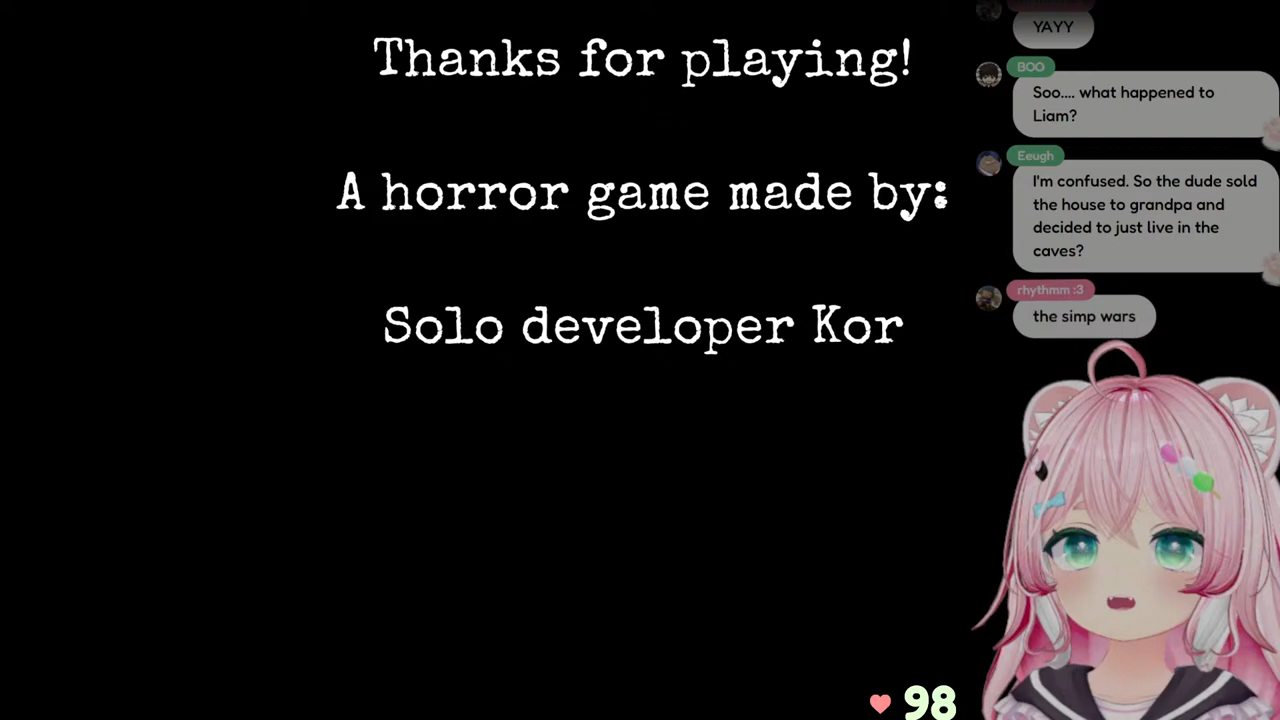 Thanks for playing!
A horror game made by:
Solo developer Kor
YAYY
BOO
Soo.... what happened to
Liam?
Eeugh
I'm confused. So the dude sold
the house to grandpa and
decided to just live in the
caves?
rhythmm :3
the simp wars
98